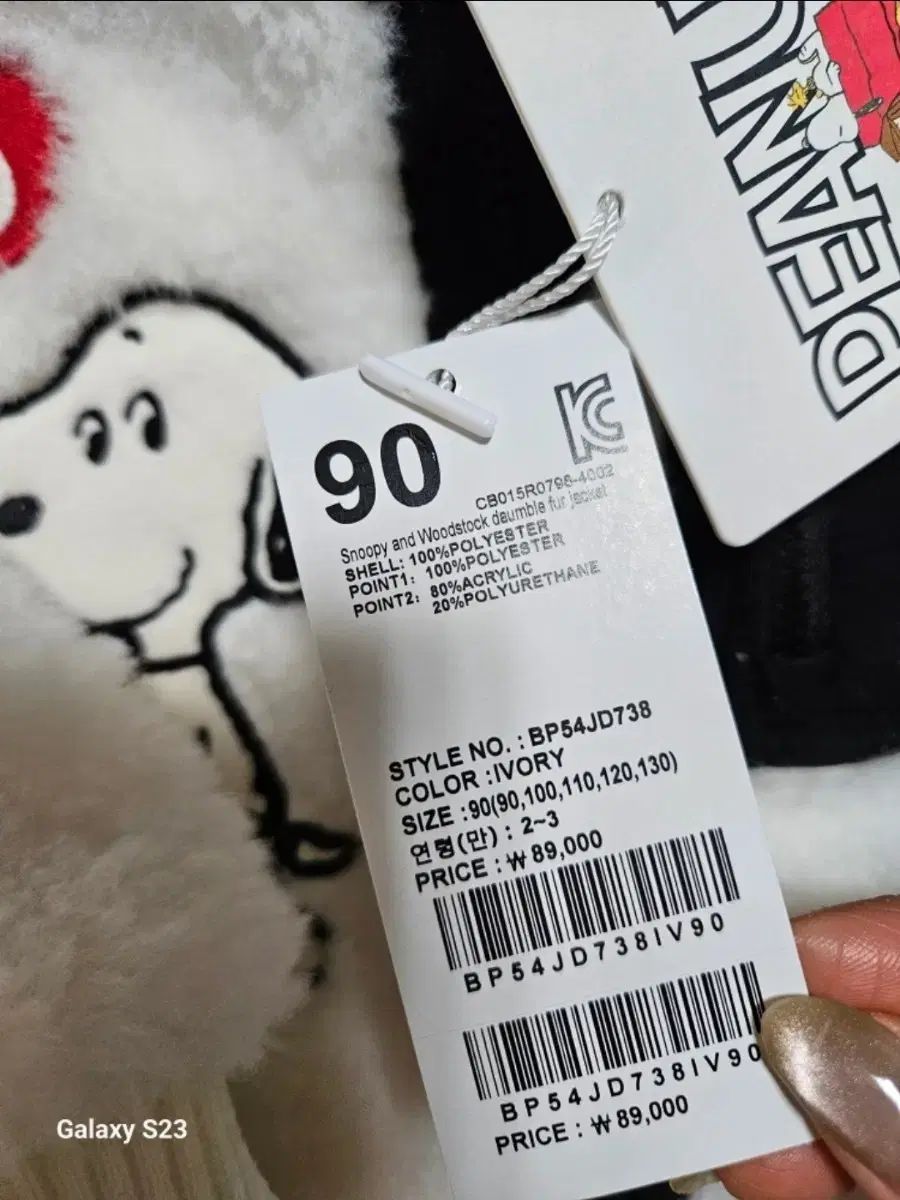 PEANU
90
KC
CB015R0796-4002
Snoopy and Woodstock daumble fur jacket
SHELL: 100%POLYESTER
POINT1: 100%POLYESTER
POINT2: 80%ACRYLIC
20%POLYURETHANE
STYLE NO. : BP54JD738
COLOR :IVORY
SIZE :90(90,100,110,120,130)
연령(만) : 2~3
PRICE : ₩89,000
BP54JD738IV90
BP54JD738IV90
PRICE : ₩89,000
Galaxy S23